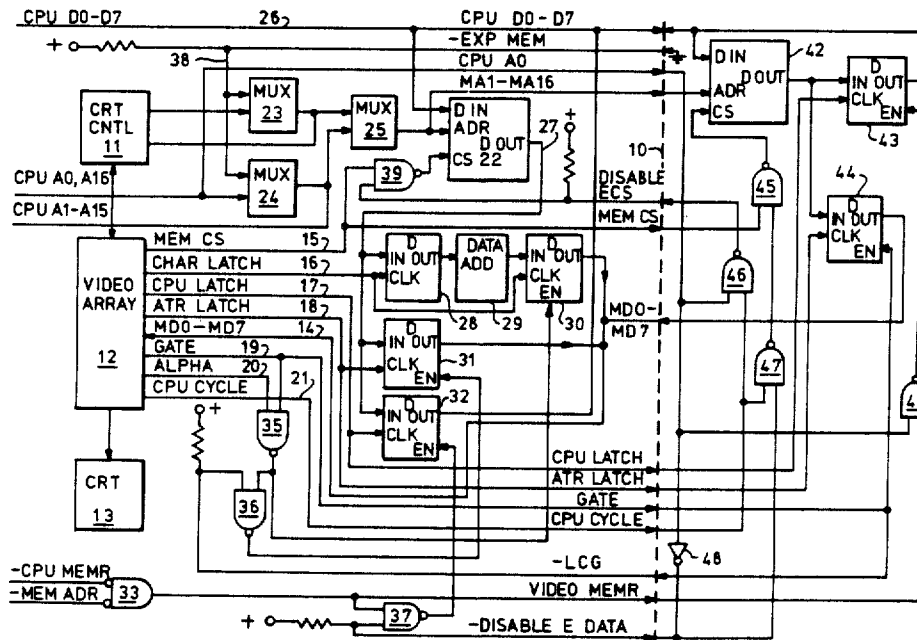 CPU D0-D7
26
CPU D0-D7
-EXP MEM
+
38
CPU A0
42
MA1-MA16
D IN
D OUT
ADR
CS
D
IN OUT
CLK
EN
43
CRT
CNTL
11
MUX
23
MUX
25
D IN
ADR
D
OUT
CS 22
27
+
10
MUX
24
39
DISABLE
ECS
45
44
CPU A0, A16
CPU A1-A15
MEM CS
D
IN OUT
CLK
EN
MEM CS
15
CHAR LATCH
16
CPU LATCH
17
ATR LATCH
18
MD0-MD7
14
GATE
19
ALPHA
20
CPU CYCLE
21
VIDEO
ARRAY
12
D
IN OUT
CLK
28
DATA
ADD
29
D
IN OUT
CLK
EN
30
46
MD0-
MD7
D
IN OUT
CLK
EN
31
47
D
IN OUT
CLK
EN
32
+
35
36
4
CRT
13
CPU LATCH
ATR LATCH
GATE
CPU CYCLE
48
-LCG
-CPU MEMR
-MEM ADR
33
VIDEO MEMR
37
+
-DISABLE E DATA